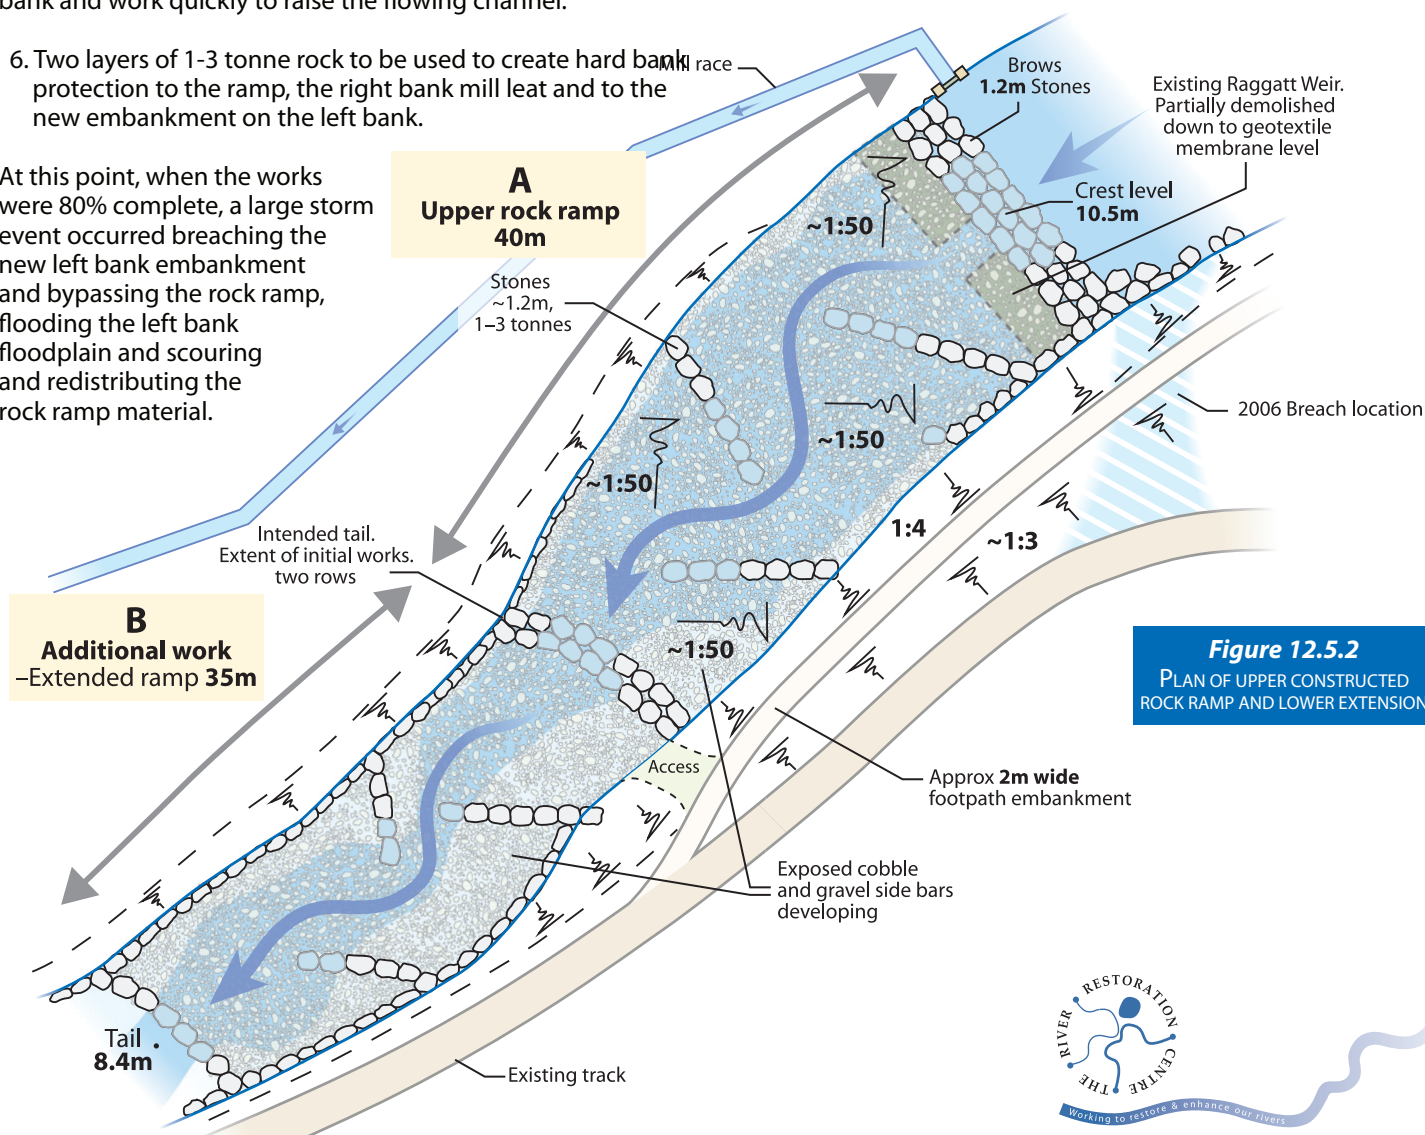 bank and work quickly to raise the flowing channel.
6. Two layers of 1-3 tonne rock to be used to create hard bank
protection to the ramp, the right bank mill leat and to the
new embankment on the left bank.
At this point, when the works
were 80% complete, a large storm
event occurred breaching the
new left bank embankment
and bypassing the rock ramp,
flooding the left bank
floodplain and scouring
and redistributing the
rock ramp material.
Mill race
A
Upper rock ramp
40m
Brows
1.2m Stones
Existing Raggatt Weir.
Partially demolished
down to geotextile
membrane level
Crest level
10.5m
~1:50
Stones
~1.2m,
1–3 tonnes
2006 Breach location
~1:50
~1:50
1:4
~1:3
Intended tail.
Extent of initial works.
two rows
B
Additional work
–Extended ramp 35m
~1:50
Figure 12.5.2
PLAN OF UPPER CONSTRUCTED
ROCK RAMP AND LOWER EXTENSION
Access
Approx 2m wide
footpath embankment
Exposed cobble
and gravel side bars
developing
Tail
8.4m
Existing track
THE RIVER RESTORATION CENTRE
Working to restore & enhance our rivers